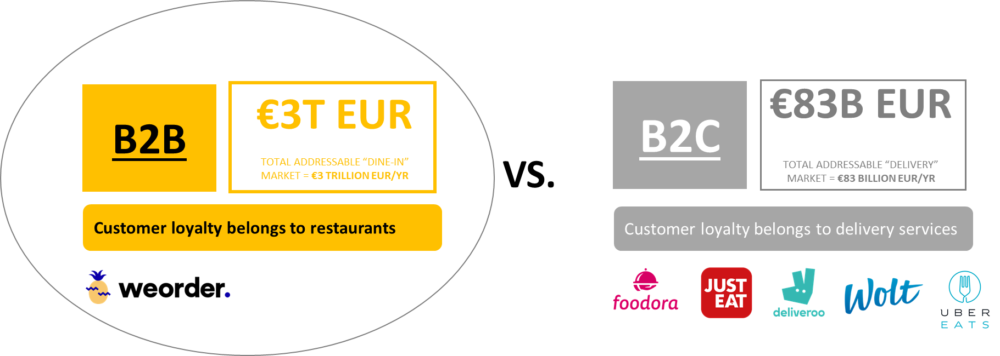 B2B
€3T EUR
TOTAL ADDRESSABLE “DINE-IN”
MARKET = €3 TRILLION EUR/YR
Customer loyalty belongs to restaurants
weorder.
VS.
B2C
€83B EUR
TOTAL ADDRESSABLE “DELIVERY”
MARKET = €83 BILLION EUR/YR
Customer loyalty belongs to delivery services
foodora
JUST
EAT
deliveroo
Wolt
UBER
EATS